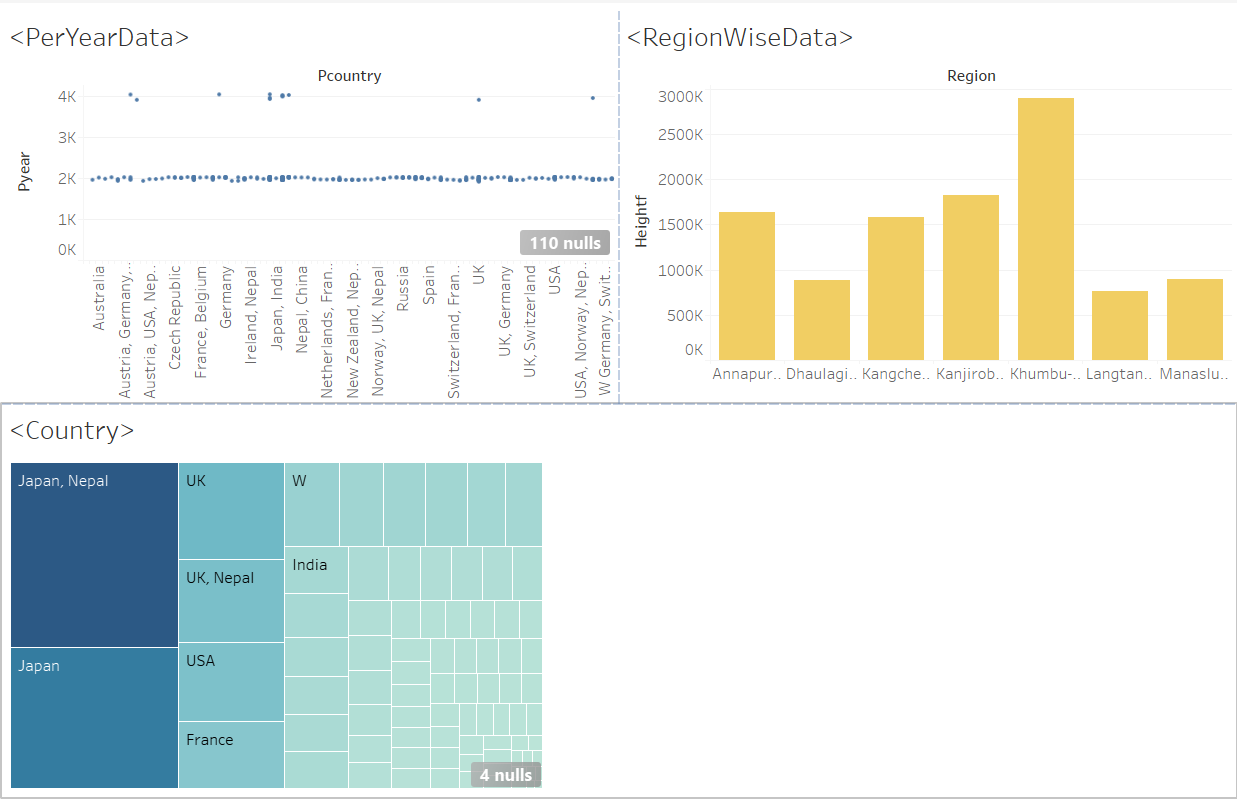 <PerYearData>
Pcountry
Pyear
4K
3K
2K
1K
0K
110 nulls
Australia
Austria, Germany,..
Austria, USA, Nep..
Czech Republic
France, Belgium
Germany
Ireland, Nepal
Japan, India
Nepal, China
Netherlands, Fran..
New Zealand, Nep..
Norway, UK, Nepal
Russia
Spain
Switzerland, Fran..
UK
UK, Germany
UK, Switzerland
USA
USA, Norway, Nep..
W Germany, Swit..
<RegionWiseData>
Region
Heightf
3000K
2500K
2000K
1500K
1000K
500K
0K
Annapur..
Dhaulagi..
Kangche..
Kanjirob..
Khumbu-..
Langtan..
Manaslu..
<Country>
Japan, Nepal
Japan
UK
UK, Nepal
USA
France
W
India
4 nulls